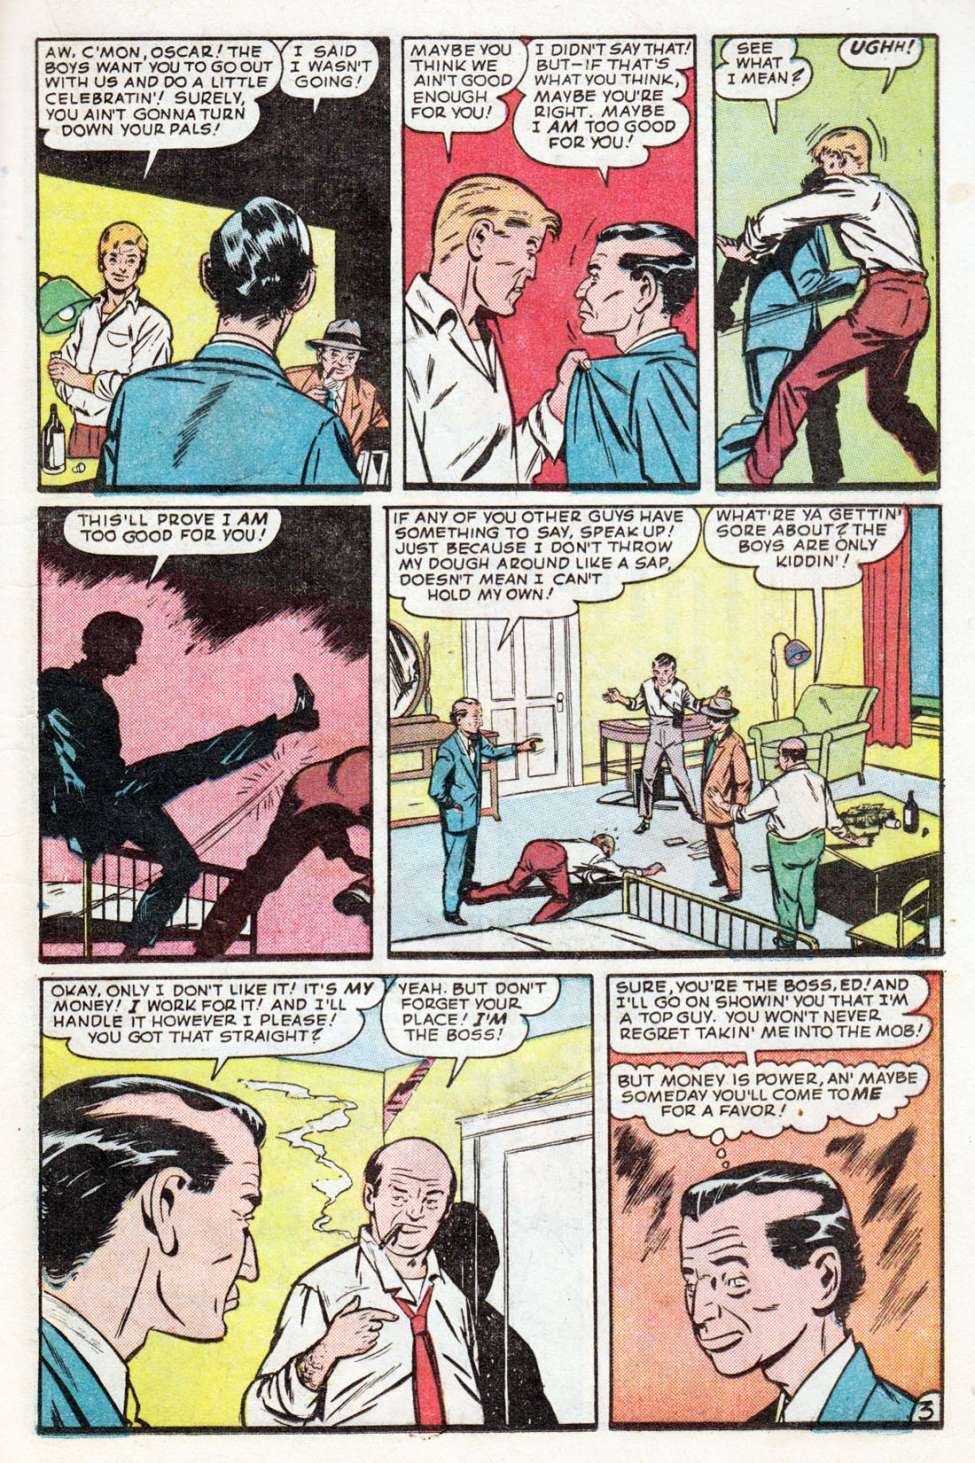 AW, C'MON, OSCAR! THE
BOYS WANT YOU TO GO OUT
WITH US AND DO A LITTLE
CELEBRATIN'! SURELY,
YOU AIN'T GONNA TURN
DOWN YOUR PALS!
I SAID
I WASN'T
GOING!
MAYBE YOU
THINK WE
AIN'T GOOD
ENOUGH
FOR YOU!
I DIDN'T SAY THAT!
BUT—IF THAT'S
WHAT YOU THINK,
MAYBE YOU'RE
RIGHT. MAYBE
I AM TOO GOOD
FOR YOU!
SEE
WHAT
I MEAN?
UGHH!
THIS'LL PROVE I AM
TOO GOOD FOR YOU!
IF ANY OF YOU OTHER GUYS HAVE
SOMETHING TO SAY, SPEAK UP!
JUST BECAUSE I DON'T THROW
MY DOUGH AROUND LIKE A SAP,
DOESN'T MEAN I CAN'T
HOLD MY OWN!
WHAT'RE YA GETTIN'
SORE ABOUT? THE
BOYS ARE ONLY
KIDDIN'!
OKAY, ONLY I DON'T LIKE IT! IT'S MY
MONEY! I WORK FOR IT! AND I'LL
HANDLE IT HOWEVER I PLEASE!
YOU GOT THAT STRAIGHT?
YEAH. BUT DON'T
FORGET YOUR
PLACE! I'M
THE BOSS!
SURE, YOU'RE THE BOSS, ED! AND
I'LL GO ON SHOWIN' YOU THAT I'M
A TOP GUY. YOU WON'T NEVER
REGRET TAKIN' ME INTO THE MOB!
BUT MONEY IS POWER, AN' MAYBE
SOMEDAY YOU'LL COME TO ME
FOR A FAVOR!
3